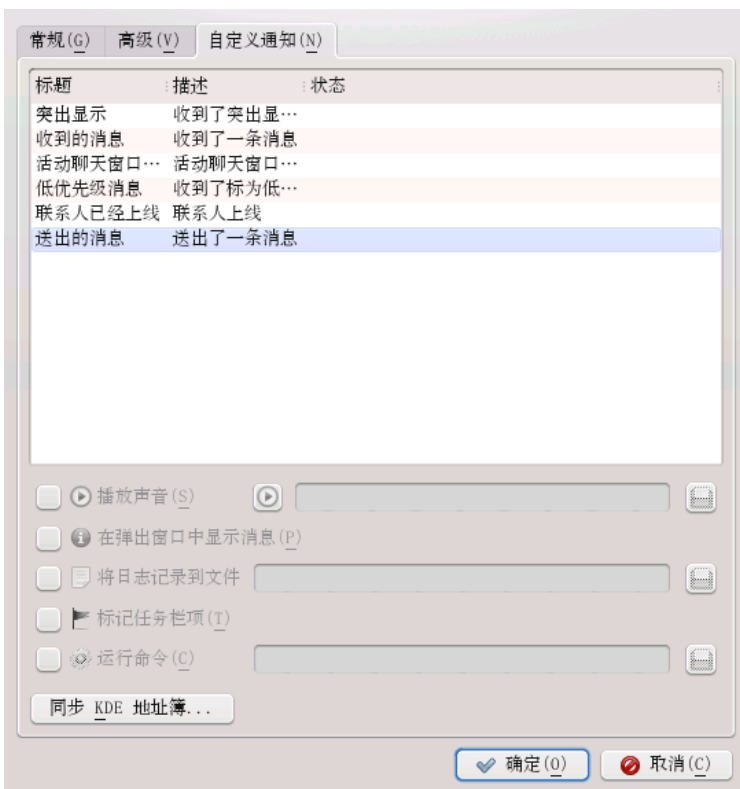 常规(G) 高级(V) 自定义通知(N)
标题 描述 状态
突出显示 收到了突出显…
收到的消息 收到了一条消息
活动聊天窗口… 活动聊天窗口…
低优先级消息 收到了标为低…
联系人已经上线 联系人上线
送出的消息 送出了一条消息
播放声音(S)
在弹出窗口中显示消息(P)
将日志记录到文件
标记任务栏项(T)
运行命令(C)
同步 KDE 地址簿...
确定(O) 取消(C)